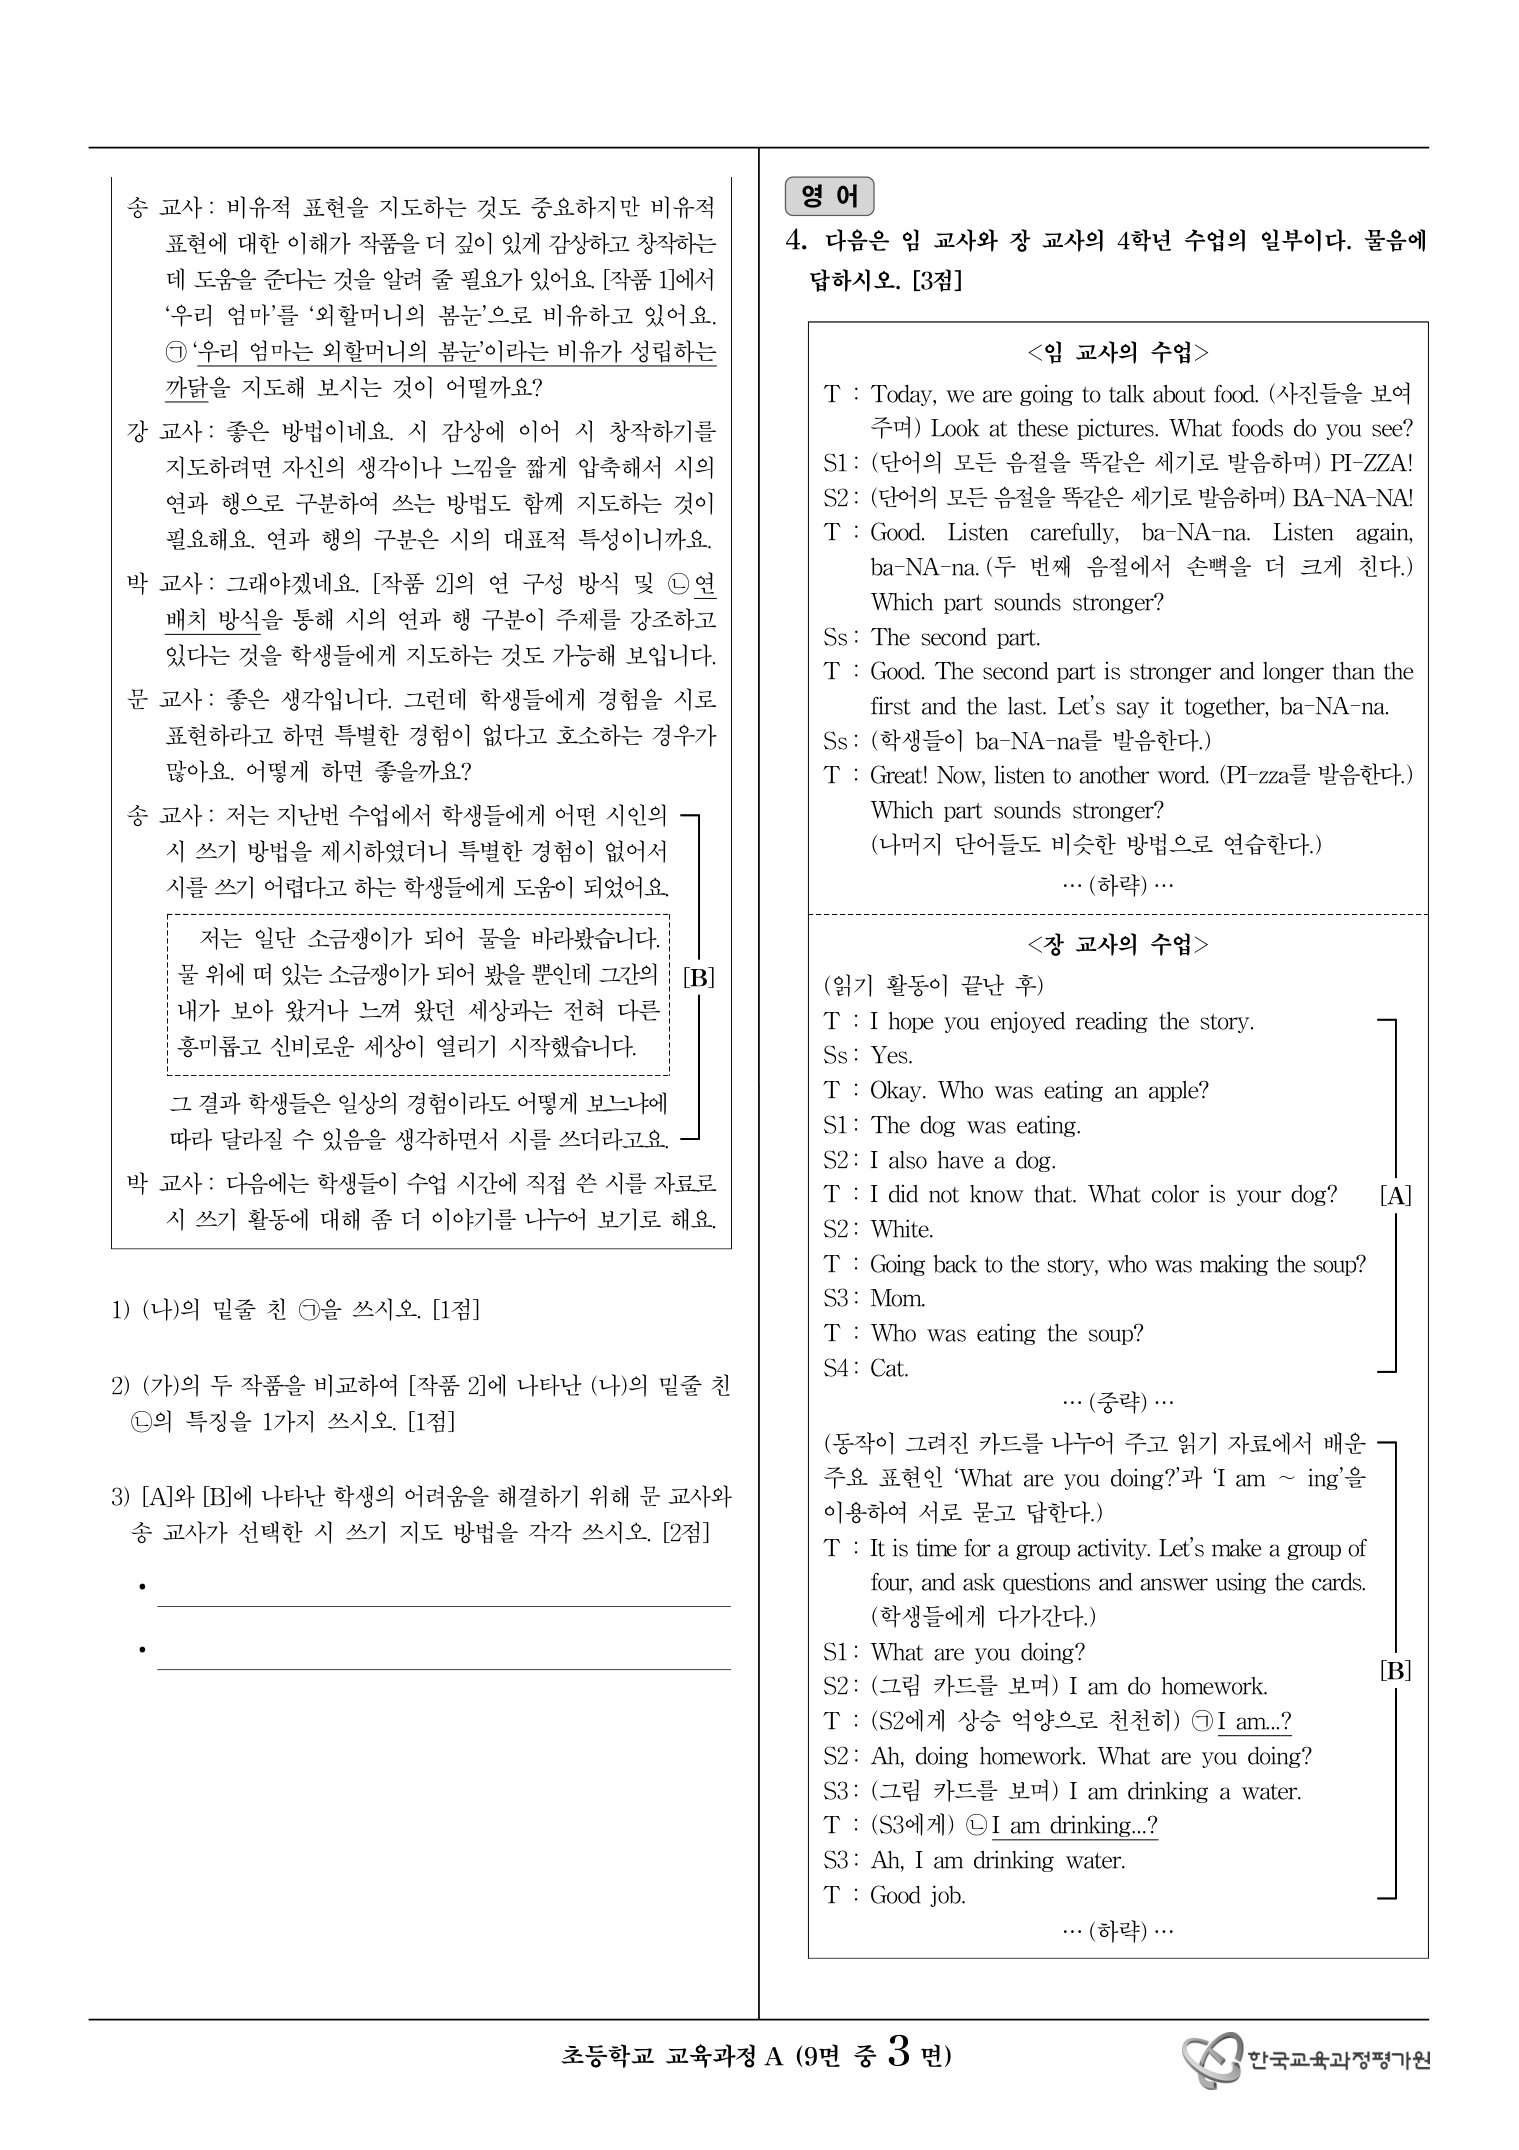 송 교사 : 비유적 표현을 지도하는 것도 중요하지만 비유적
표현에 대한 이해가 작품을 더 깊이 있게 감상하고 창작하는
데 도움을 준다는 것을 알려 줄 필요가 있어요. [작품 1]에서
‘우리 엄마’를 ‘외할머니의 봄눈’으로 비유하고 있어요.
㉠ ‘우리 엄마는 외할머니의 봄눈’이라는 비유가 성립하는
까닭을 지도해 보시는 것이 어떨까요?
강 교사 : 좋은 방법이네요. 시 감상에 이어 시 창작하기를
지도하려면 자신의 생각이나 느낌을 짧게 압축해서 시의
연과 행으로 구분하여 쓰는 방법도 함께 지도하는 것이
필요해요. 연과 행의 구분은 시의 대표적 특성이니까요.
박 교사 : 그래야겠네요. [작품 2]의 연 구성 방식 및 ㉡ 연
배치 방식을 통해 시의 연과 행 구분이 주제를 강조하고
있다는 것을 학생들에게 지도하는 것도 가능해 보입니다.
문 교사 : 좋은 생각입니다. 그런데 학생들에게 경험을 시로
표현하라고 하면 특별한 경험이 없다고 호소하는 경우가
많아요. 어떻게 하면 좋을까요?
송 교사 : 저는 지난번 수업에서 학생들에게 어떤 시인의
시 쓰기 방법을 제시하였더니 특별한 경험이 없어서
시를 쓰기 어렵다고 하는 학생들에게 도움이 되었어요.
저는 일단 소금쟁이가 되어 물을 바라봤습니다.
물 위에 떠 있는 소금쟁이가 되어 봤을 뿐인데 그간의
내가 보아 왔거나 느껴 왔던 세상과는 전혀 다른
흥미롭고 신비로운 세상이 열리기 시작했습니다.
[B]
그 결과 학생들은 일상의 경험이라도 어떻게 보느냐에
따라 달라질 수 있음을 생각하면서 시를 쓰더라고요.
박 교사 : 다음에는 학생들이 수업 시간에 직접 쓴 시를 자료로
시 쓰기 활동에 대해 좀 더 이야기를 나누어 보기로 해요.
1) (나)의 밑줄 친 ㉠을 쓰시오. [1점]
2) (가)의 두 작품을 비교하여 [작품 2]에 나타난 (나)의 밑줄 친
㉡의 특징을 1가지 쓰시오. [1점]
3) [A]와 [B]에 나타난 학생의 어려움을 해결하기 위해 문 교사와
송 교사가 선택한 시 쓰기 지도 방법을 각각 쓰시오. [2점]
•
•
영 어
4. 다음은 임 교사와 장 교사의 4학년 수업의 일부이다. 물음에
답하시오. [3점]
<임 교사의 수업>
T : Today, we are going to talk about food. (사진들을 보여
주며) Look at these pictures. What foods do you see?
S1 : (단어의 모든 음절을 똑같은 세기로 발음하며) PI-ZZA!
S2 : (단어의 모든 음절을 똑같은 세기로 발음하며) BA-NA-NA!
T : Good. Listen carefully, ba-NA-na. Listen again,
ba-NA-na. (두 번째 음절에서 손뼉을 더 크게 친다.)
Which part sounds stronger?
Ss : The second part.
T : Good. The second part is stronger and longer than the
first and the last. Let's say it together, ba-NA-na.
Ss : (학생들이 ba-NA-na를 발음한다.)
T : Great! Now, listen to another word. (PI-zza를 발음한다.)
Which part sounds stronger?
(나머지 단어들도 비슷한 방법으로 연습한다.)
… (하략) …
<장 교사의 수업>
(읽기 활동이 끝난 후)
T : I hope you enjoyed reading the story.
Ss : Yes.
T : Okay. Who was eating an apple?
S1 : The dog was eating.
S2 : I also have a dog.
T : I did not know that. What color is your dog?
[A]
S2 : White.
T : Going back to the story, who was making the soup?
S3 : Mom.
T : Who was eating the soup?
S4 : Cat.
… (중략) …
(동작이 그려진 카드를 나누어 주고 읽기 자료에서 배운
주요 표현인 ‘What are you doing?’과 ‘I am ~ ing’을
이용하여 서로 묻고 답한다.)
T : It is time for a group activity. Let's make a group of
four, and ask questions and answer using the cards.
(학생들에게 다가간다.)
S1 : What are you doing?
[B]
S2 : (그림 카드를 보며) I am do homework.
T : (S2에게 상승 억양으로 천천히) ㉠ I am...?
S2 : Ah, doing homework. What are you doing?
S3 : (그림 카드를 보며) I am drinking a water.
T : (S3에게) ㉡ I am drinking...?
S3 : Ah, I am drinking water.
T : Good job.
… (하략) …
초등학교 교육과정 A (9면 중 3 면)
한국교육과정평가원